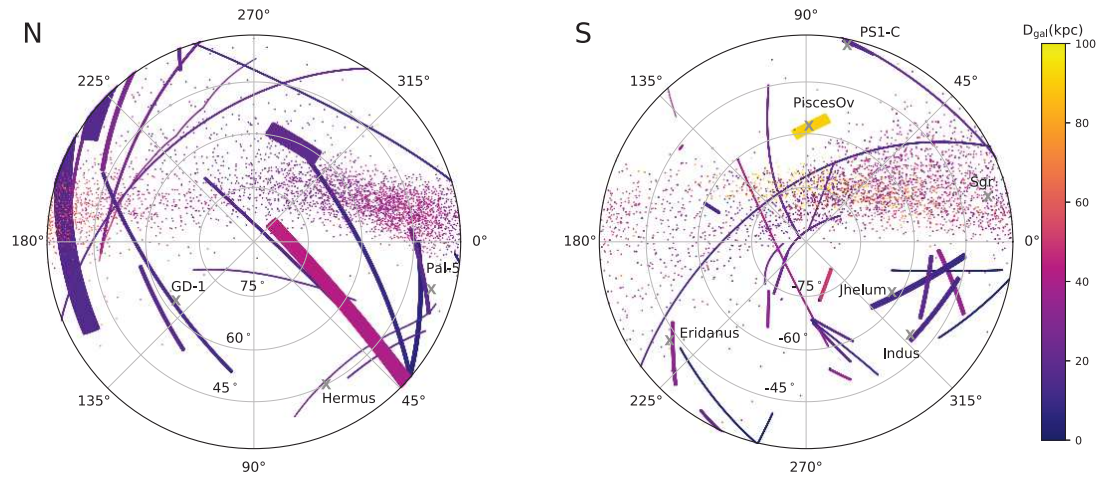 N
270°
225°
315°
180°
0°
Pal-5
GD-1
75°
60°
45°
Hermus
135°
45°
90°
S
90°
PS1-C
135°
45°
PiscesOv
Sgr
180°
0°
-75°
Jhelum
Eridanus
-60°
Indus
-45°
225°
315°
270°
D_gal(kpc)
100
80
60
40
20
0